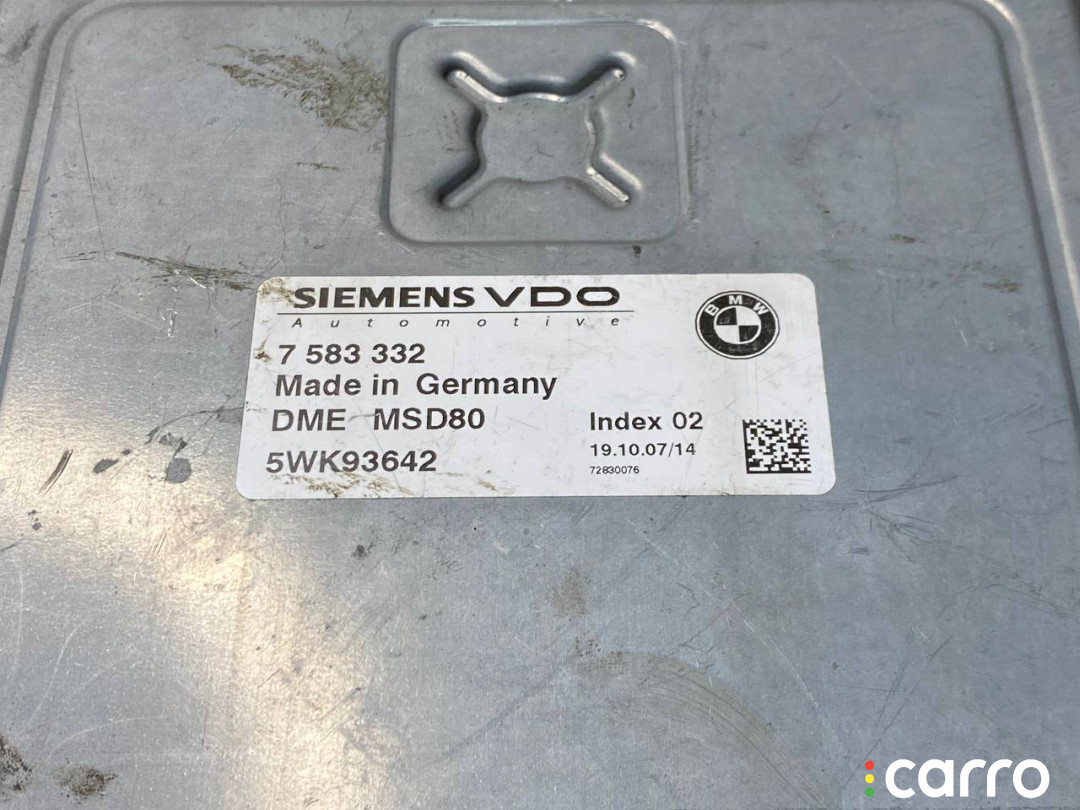 SIEMENS VDO
Automotive
BMW
7 583 332
Made in Germany
DME MSD80
Index 02
5WK93642
19.10.07/14
72830076
carro